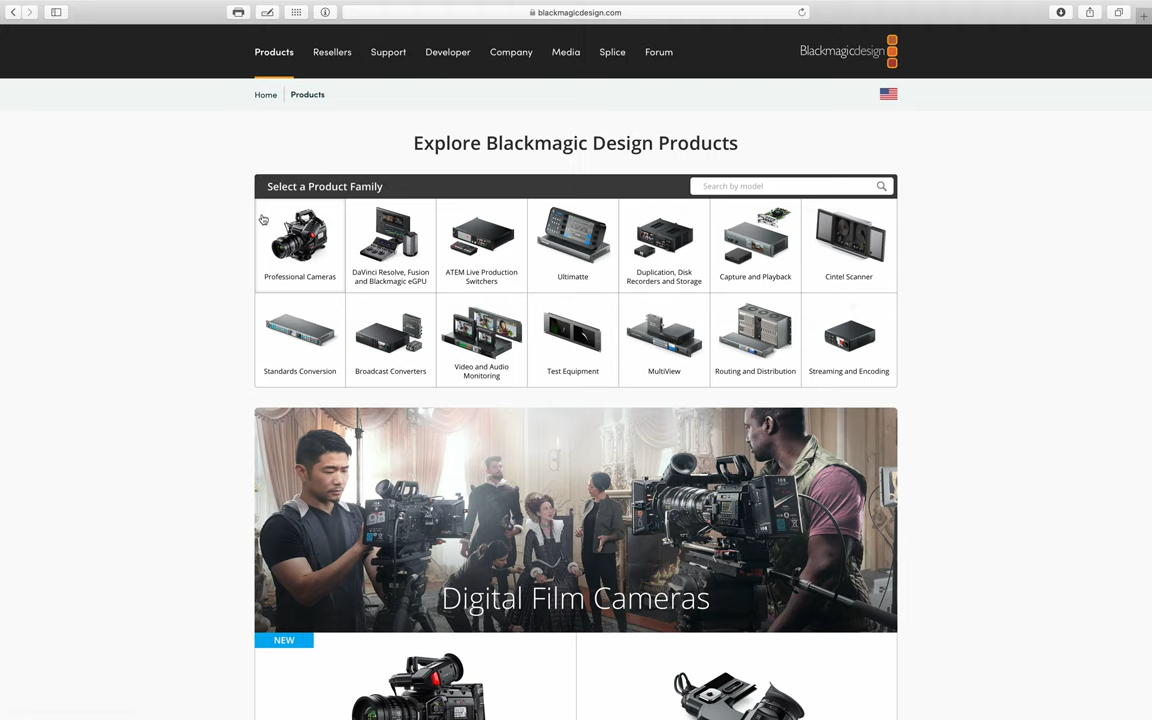 blackmagicdesign.com
Products
Resellers
Support
Developer
Company
Media
Splice
Forum
Blackmagicdesign
Home
Products
Explore Blackmagic Design Products
Select a Product Family
Search by model
Professional Cameras
DaVinci Resolve, Fusion
and Blackmagic eGPU
ATEM Live Production
Switchers
Ultimatte
Duplication, Disk
Recorders and Storage
Capture and Playback
Cintel Scanner
Standards Conversion
Broadcast Converters
Video and Audio
Monitoring
Test Equipment
MultiView
Routing and Distribution
Streaming and Encoding
Digital Film Cameras
NEW